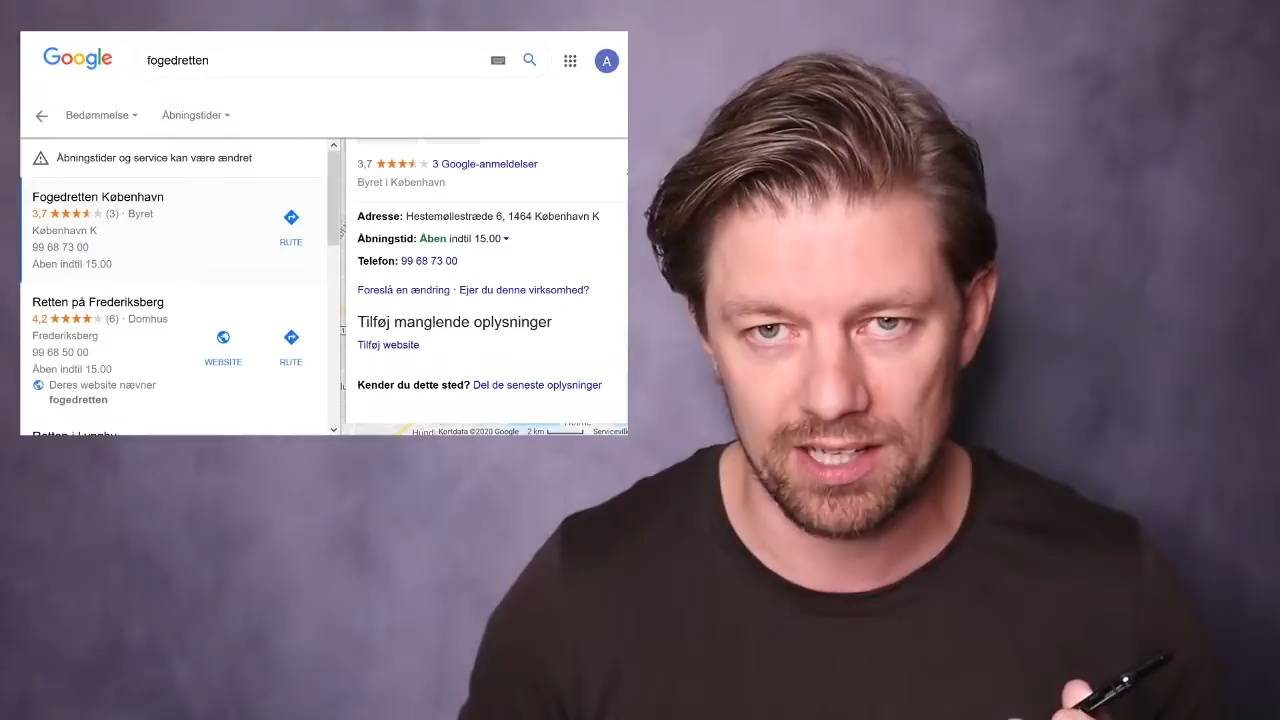 Google
fogedretten
A
Bedømmelse
Åbningstider
Åbningstider og service kan være ændret
Fogedretten København
3,7 (3) · Byret
København K
99 68 73 00
Åben indtil 15.00
RUTE
Retten på Frederiksberg
4,2 (6) · Domhus
Frederiksberg
99 68 50 00
Åben indtil 15.00
WEBSITE
RUTE
Deres website nævner
fogedretten
Retten i Lyngby
3,7 3 Google-anmeldelser
Byret i København
Adresse: Hestemøllestræde 6, 1464 København K
Åbningstid: Åben indtil 15.00
Telefon: 99 68 73 00
Foreslå en ændring · Ejer du denne virksomhed?
Tilføj manglende oplysninger
Tilføj website
Kender du dette sted? Del de seneste oplysninger
Kortdata ©2020 Google 2 km